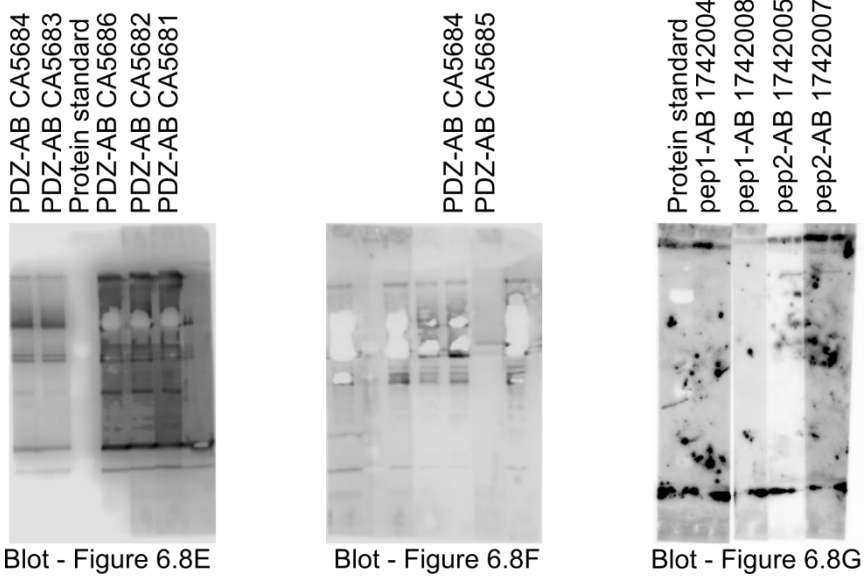 PDZ-AB CA5684
PDZ-AB CA5683
Protein standard
PDZ-AB CA5686
PDZ-AB CA5682
PDZ-AB CA5681
PDZ-AB CA5684
PDZ-AB CA5685
Protein standard
pep1-AB 1742004
pep1-AB 1742008
pep2-AB 1742005
pep2-AB 1742007
Blot - Figure 6.8E
Blot - Figure 6.8F
Blot - Figure 6.8G